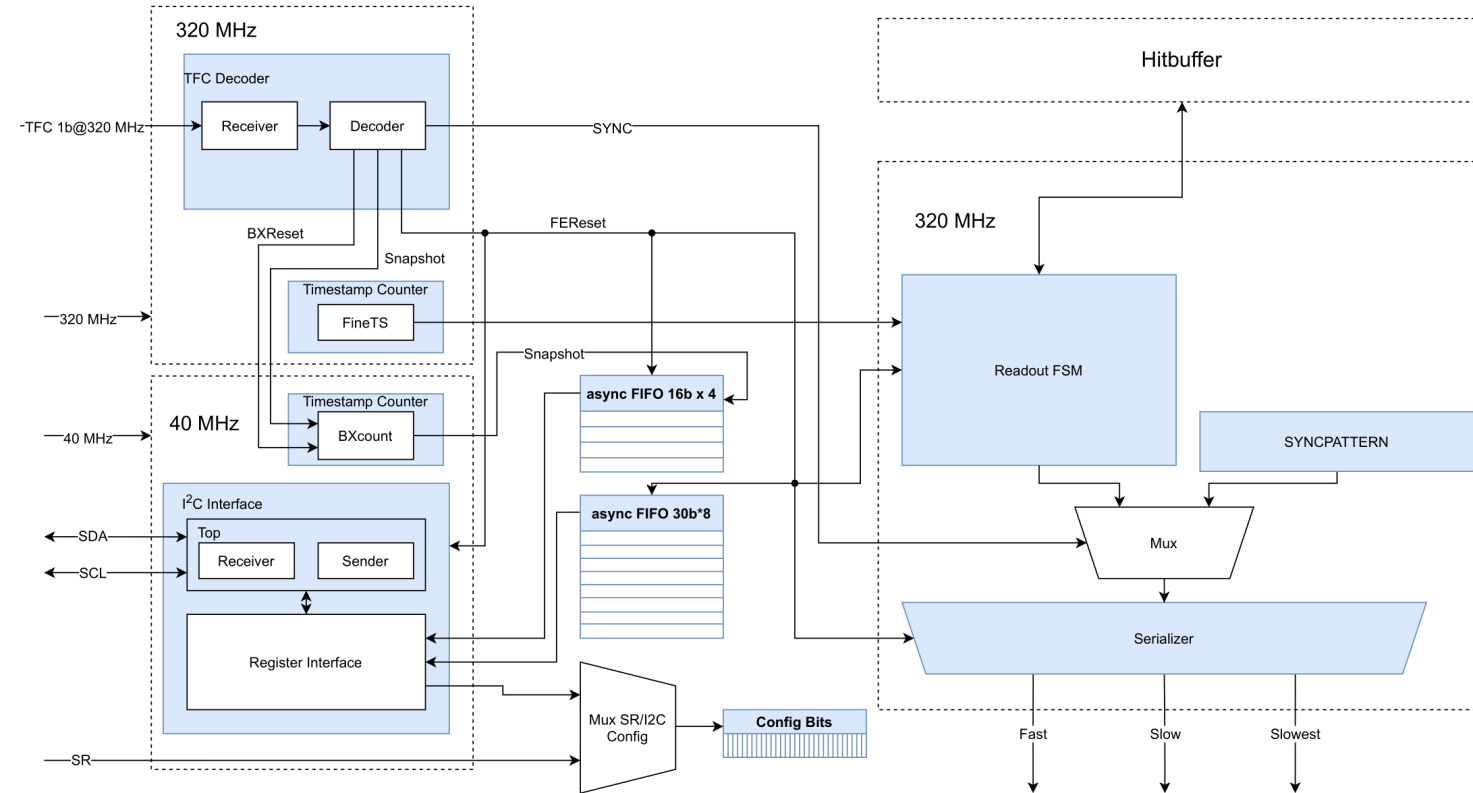 320 MHz
Hitbuffer
TFC Decoder
-TFC 1b@320 MHz
Receiver
Decoder
SYNC
BXReset
FEReset
320 MHz
Snapshot
Timestamp Counter
FineTS
320 MHz
Snapshot
Readout FSM
async FIFO 16b x 4
Timestamp Counter
40 MHz
BXcount
40 MHz
SYNCPATTERN
I²C Interface
async FIFO 30b*8
Top
SDA
Receiver
Sender
Mux
SCL
Serializer
Register Interface
Mux SR/I2C
Config
Config Bits
Fast
Slow
Slowest
SR